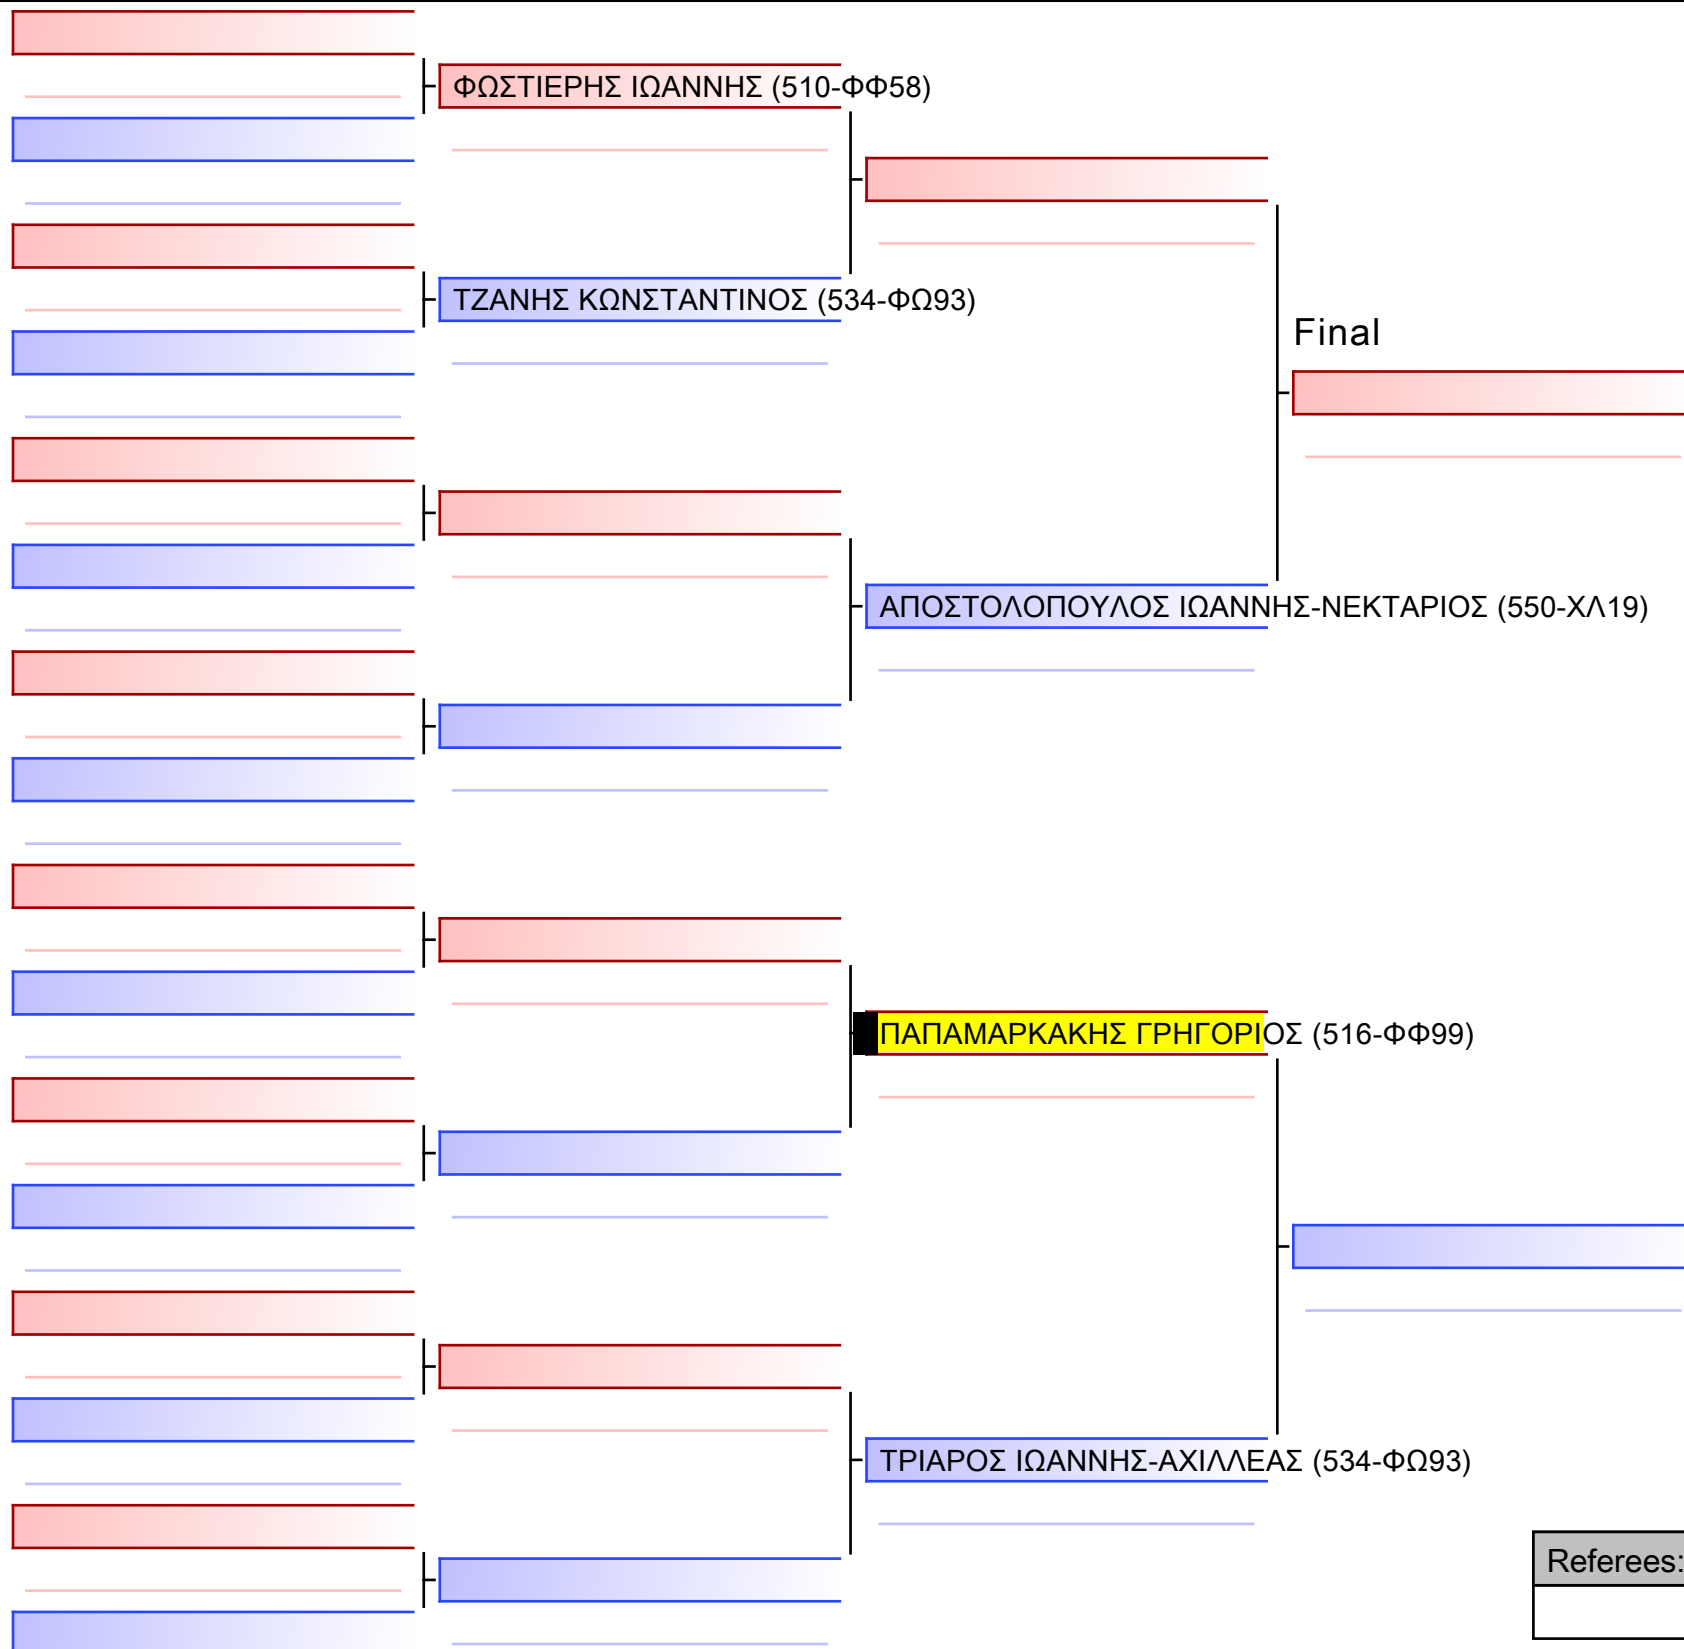 ΦΩΣΤΙΕΡΗΣ ΙΩΑΝΝΗΣ (510-ΦΦ58)
ΤΖΑΝΗΣ ΚΩΝΣΤΑΝΤΙΝΟΣ (534-ΦΩ93)
Final
ΑΠΟΣΤΟΛΟΠΟΥΛΟΣ ΙΩΑΝΝΗΣ-ΝΕΚΤΑΡΙΟΣ (550-ΧΛ19)
ΠΑΠΑΜΑΡΚΑΚΗΣ ΓΡΗΓΟΡΙΟΣ (516-ΦΦ99)
ΤΡΙΑΡΟΣ ΙΩΑΝΝΗΣ-ΑΧΙΛΛΕΑΣ (534-ΦΩ93)
Referees: